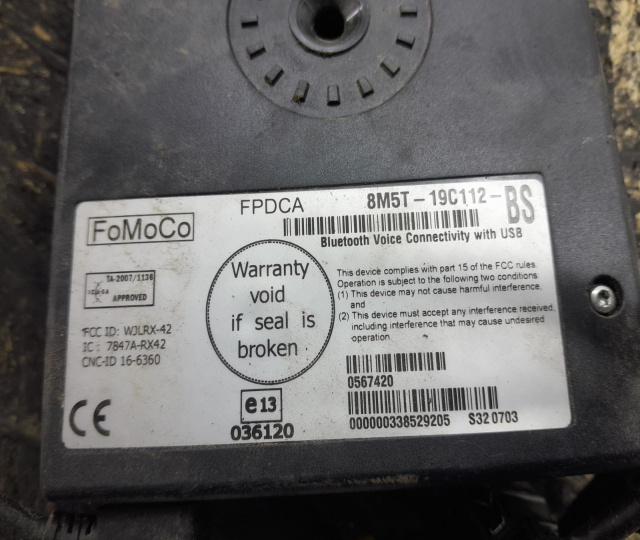 FoMoCo
FPDCA
8M5T-19C112-BS
Bluetooth Voice Connectivity with USB
TA-2007/1136
APPROVED
FCC ID: WJLRX-42
IC : 7847A-RX42
CNC-ID 16-6360
Warranty
void
if seal is
broken
This device complies with part 15 of the FCC rules.
Operation is subject to the following two conditions
(1) This device may not cause harmful interference,
and
(2) This device must accept any interference received,
including interference that may cause undesired
operation.
CE
e13
036120
0567420
000000338529205 S32 0703